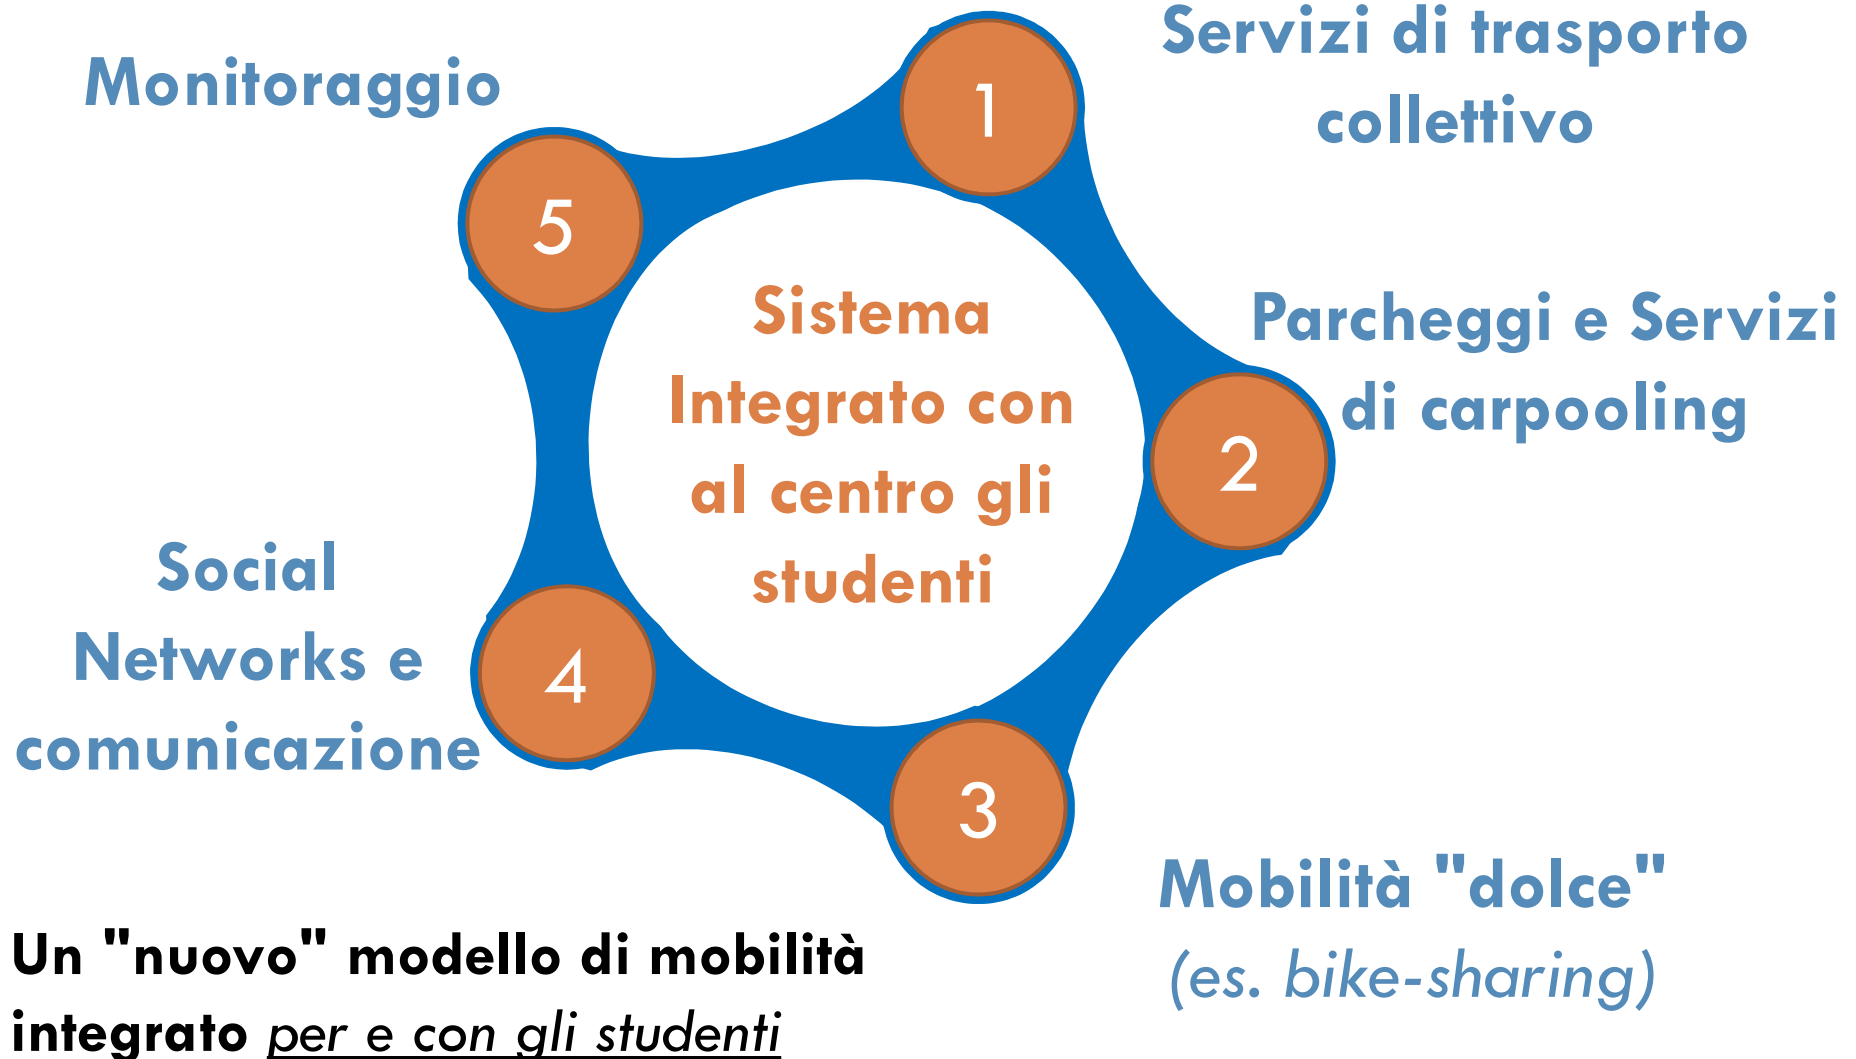 1
Servizi di trasporto
collettivo
2
Parcheggi e Servizi
di carpooling
3
Mobilità "dolce"
(es. bike-sharing)
4
Social
Networks e
comunicazione
5
Monitoraggio
Sistema
Integrato con
al centro gli
studenti
Un "nuovo" modello di mobilità
integrato per e con gli studenti